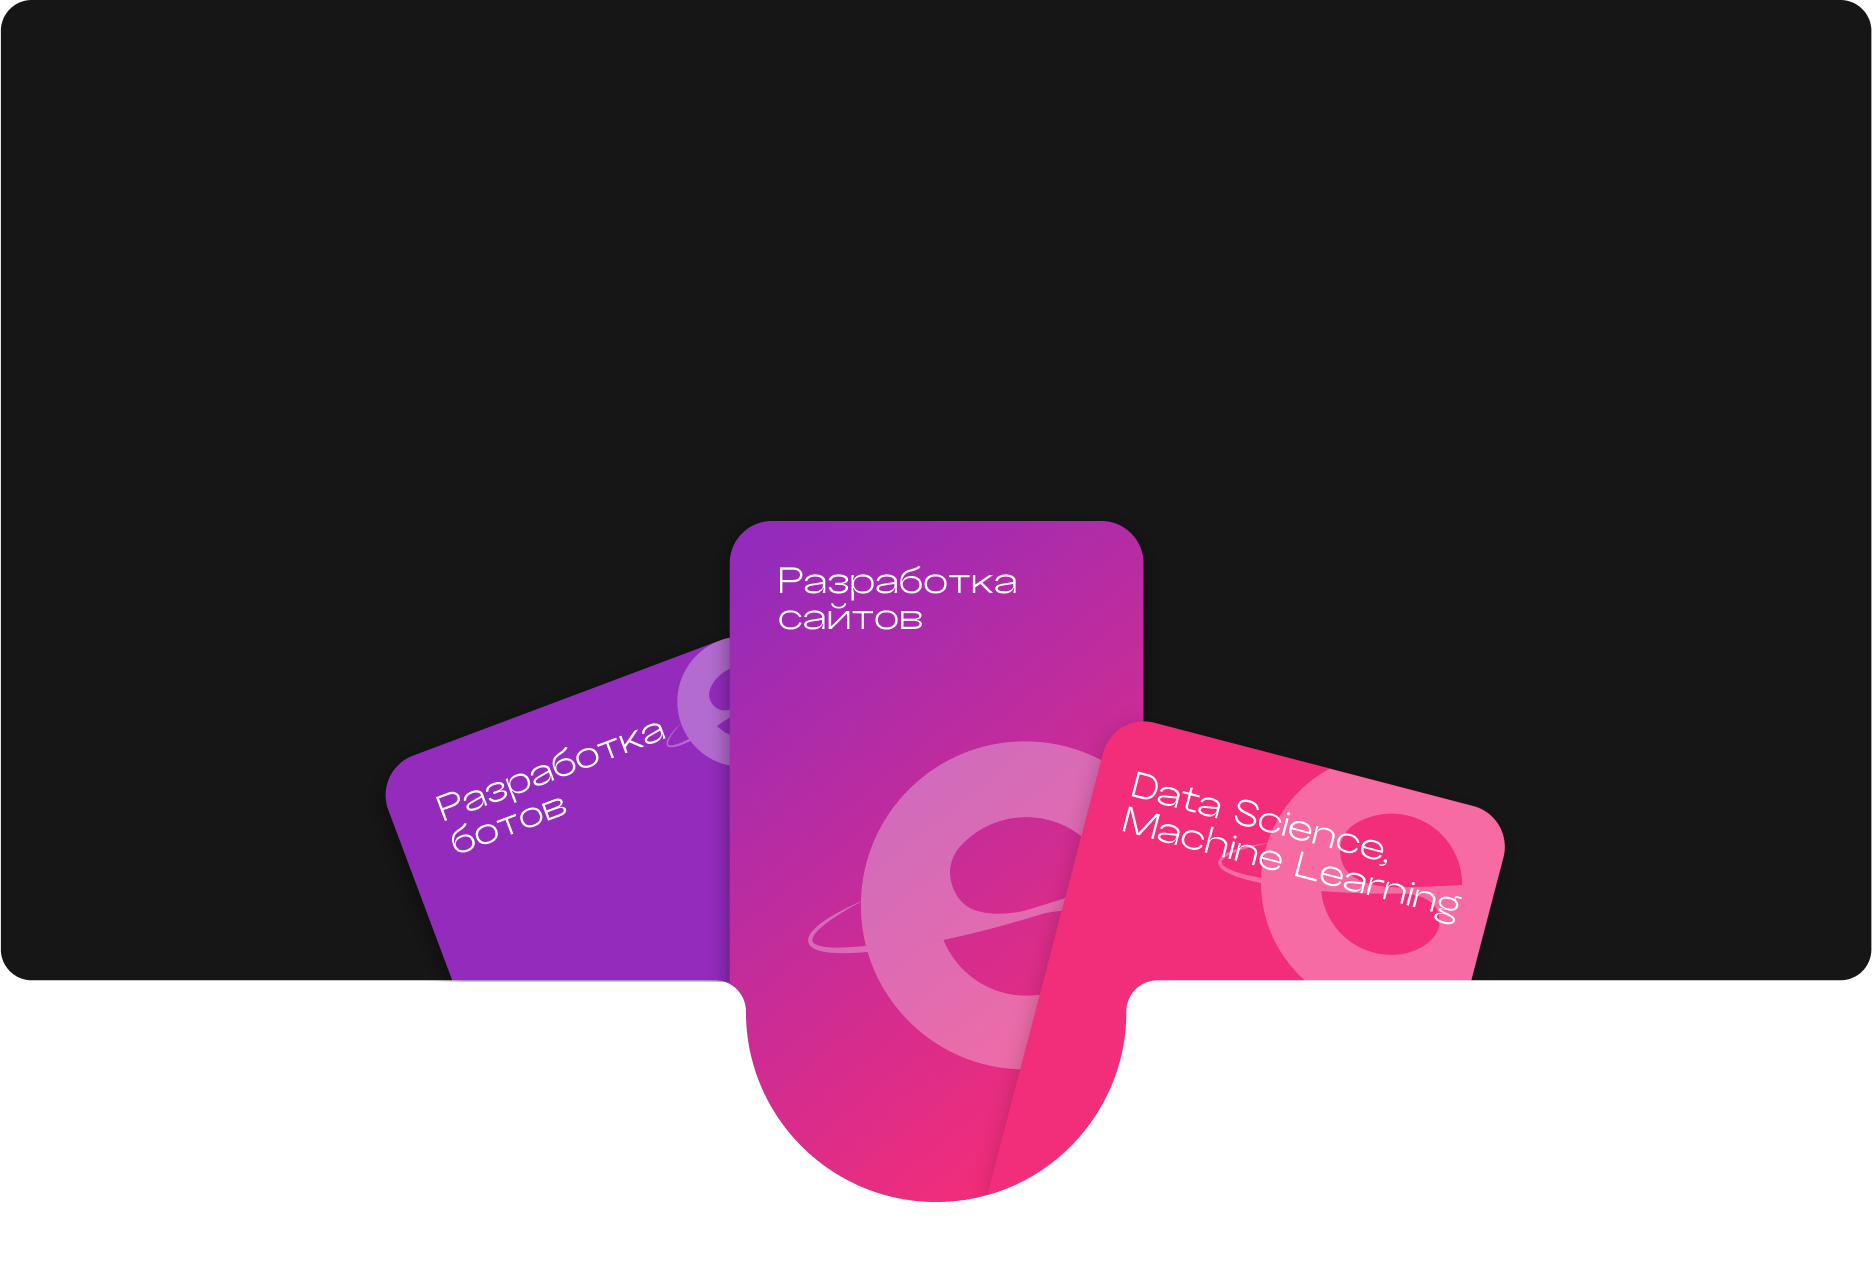 Разработка
ботов
Разработка
сайтов
Data Science,
Machine Learning